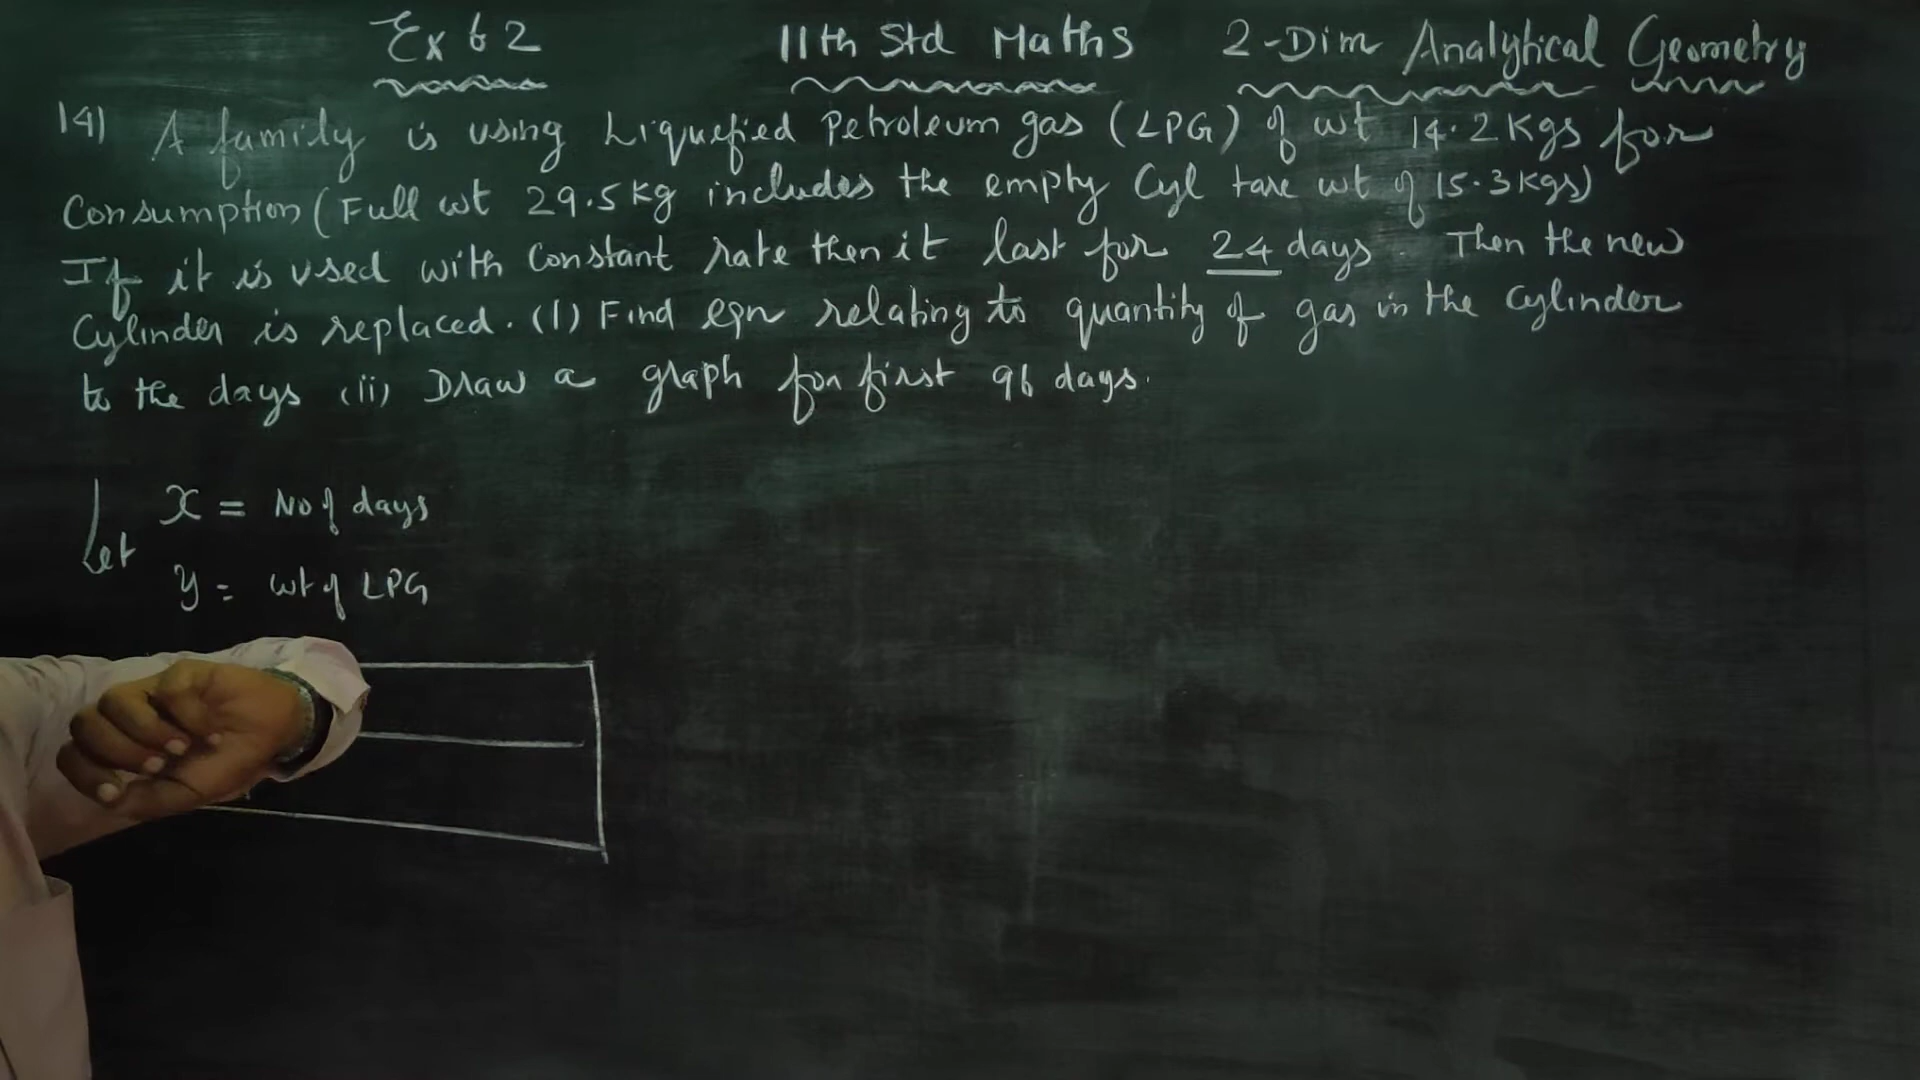 Ex 6 2 11th Std Maths 2-Dim Analytical Geometry
14) A family is using Liquefied Petroleum gas (LPG) of wt 14.2 Kgs for
Consumption (Full wt 29.5 kg includes the empty Cyl tare wt of 15.3 Kgs)
If it is used with Constant rate then it last for 24 days. Then the new
Cylinder is replaced. (I) Find eqn relating to quantity of gas in the Cylinder
to the days (ii) Draw a graph for first 96 days.
Let x = No of days
y = wt of LPG